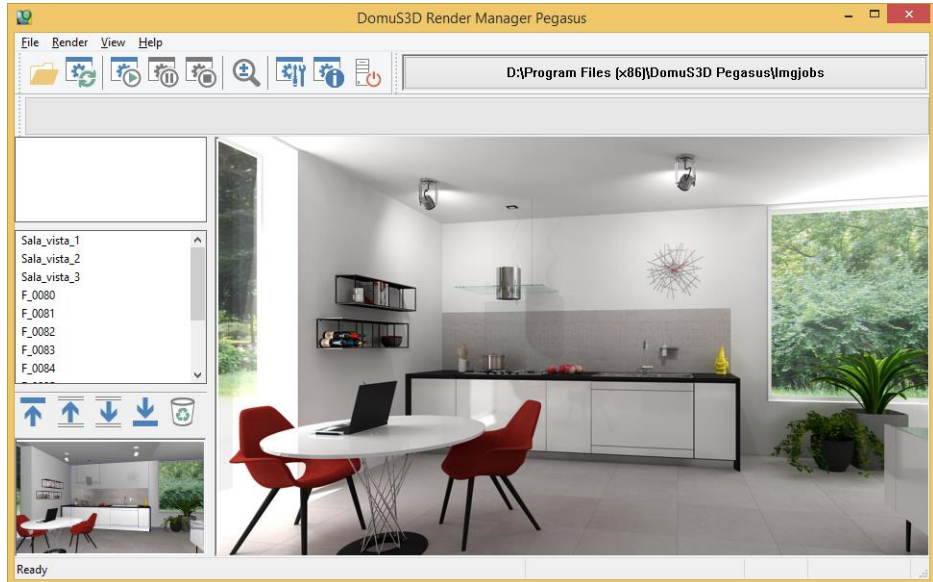 DomuS3D Render Manager Pegasus
File Render View Help
D:\Program Files (x86)\DomuS3D Pegasus\Imgjobs
Sala_vista_1
Sala_vista_2
Sala_vista_3
F_0080
F_0081
F_0082
F_0083
F_0084
Ready